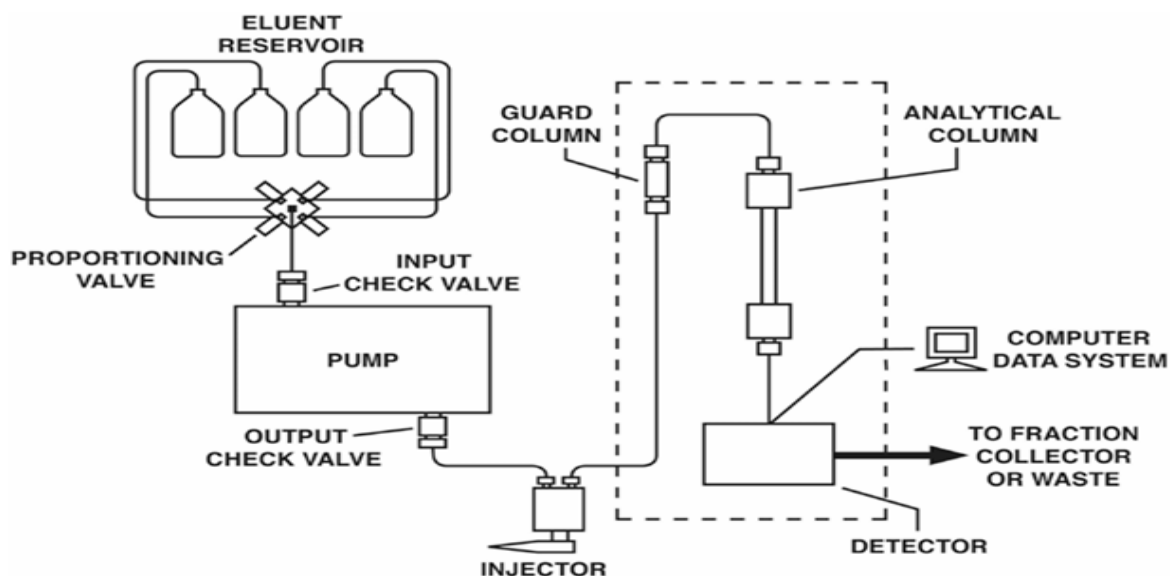 ELUENT
RESERVOIR
GUARD
COLUMN
ANALYTICAL
COLUMN
PROPORTIONING
VALVE
INPUT
CHECK VALVE
PUMP
COMPUTER
DATA SYSTEM
OUTPUT
CHECK VALVE
TO FRACTION
COLLECTOR
OR WASTE
DETECTOR
INJECTOR